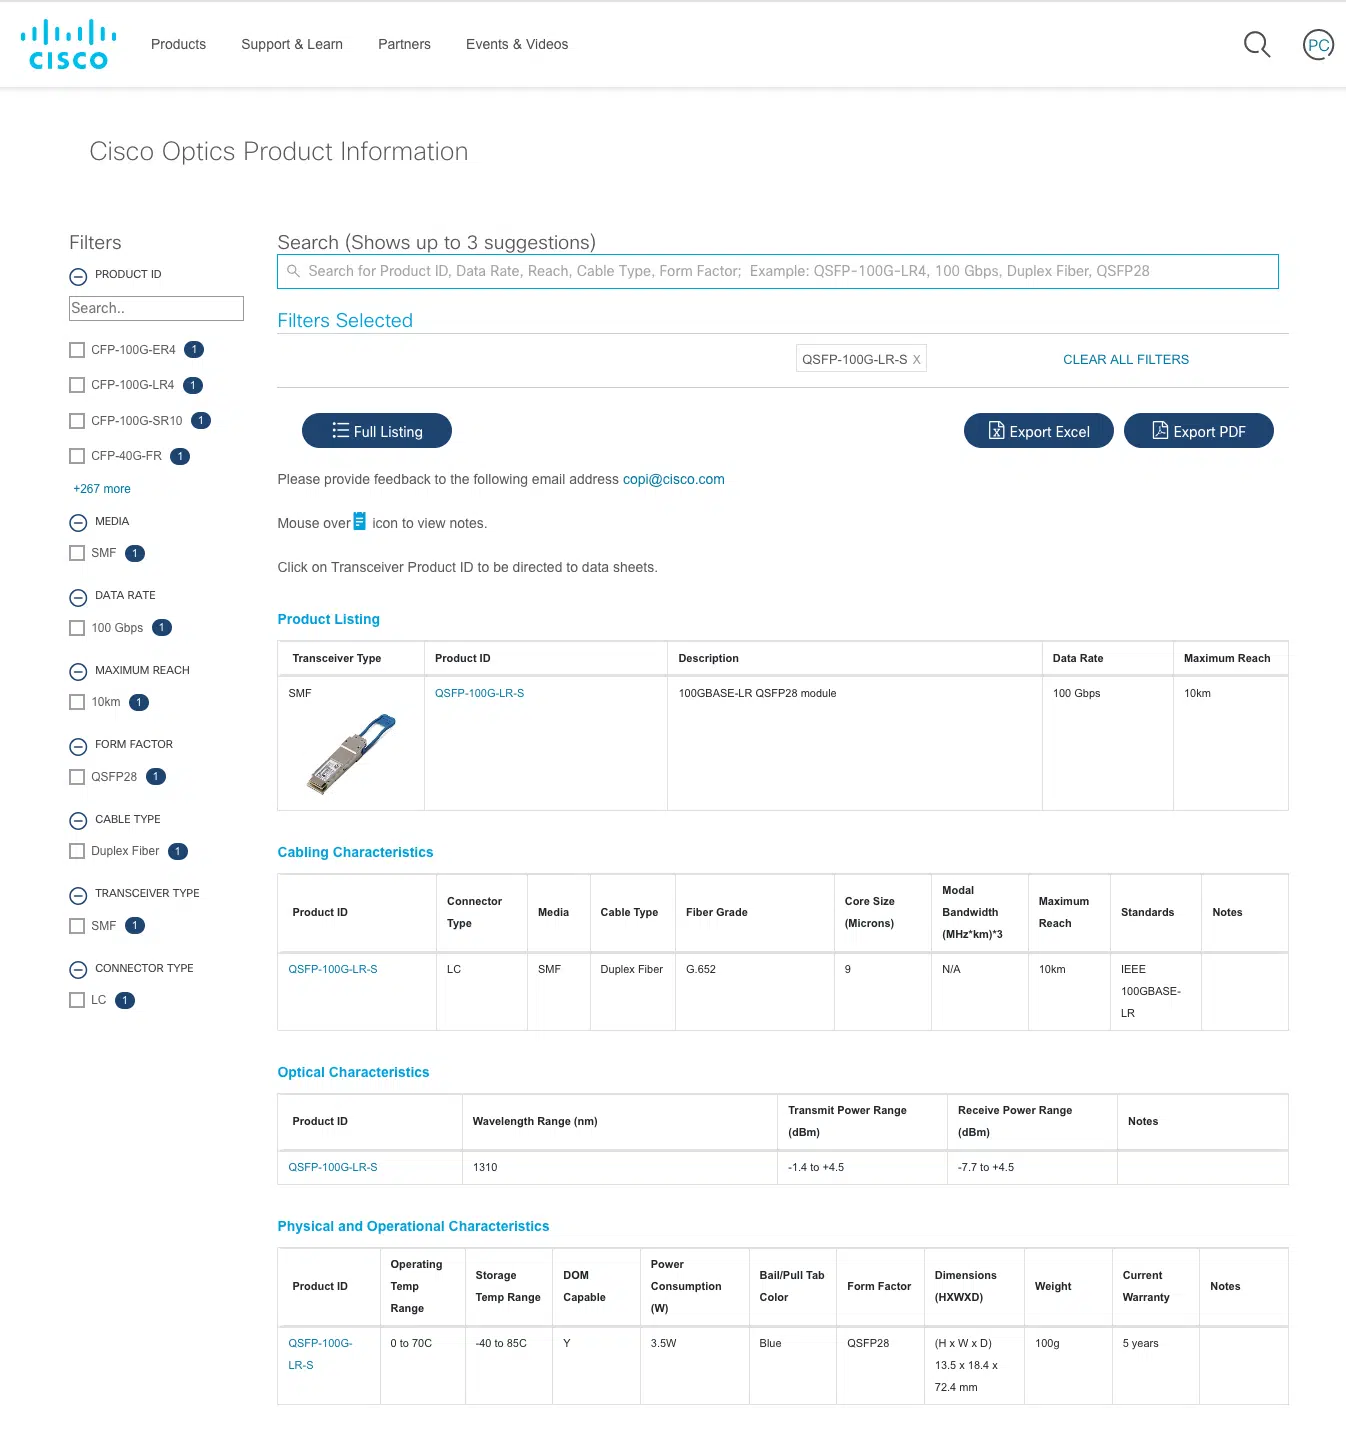 CISCO
Products Support & Learn Partners Events & Videos
PC
Cisco Optics Product Information
Filters
PRODUCT ID
Search..
CFP-100G-ER4 1
CFP-100G-LR4 1
CFP-100G-SR10 1
CFP-40G-FR 1
+267 more
MEDIA
SMF 1
DATA RATE
100 Gbps 1
MAXIMUM REACH
10km 1
FORM FACTOR
QSFP28 1
CABLE TYPE
Duplex Fiber 1
TRANSCEIVER TYPE
SMF 1
CONNECTOR TYPE
LC 1
Search (Shows up to 3 suggestions)
Search for Product ID, Data Rate, Reach, Cable Type, Form Factor; Example: QSFP-100G-LR4, 100 Gbps, Duplex Fiber, QSFP28
Filters Selected
QSFP-100G-LR-S X CLEAR ALL FILTERS
Full Listing Export Excel Export PDF
Please provide feedback to the following email address copi@cisco.com
Mouse over icon to view notes.
Click on Transceiver Product ID to be directed to data sheets.
Product Listing
Transceiver Type Product ID Description Data Rate Maximum Reach
SMF QSFP-100G-LR-S 100GBASE-LR QSFP28 module 100 Gbps 10km
Cabling Characteristics
Product ID Connector Type Media Cable Type Fiber Grade Core Size (Microns) Modal Bandwidth (MHz*km)*3 Maximum Reach Standards Notes
QSFP-100G-LR-S LC SMF Duplex Fiber G.652 9 N/A 10km IEEE 100GBASE-LR
Optical Characteristics
Product ID Wavelength Range (nm) Transmit Power Range (dBm) Receive Power Range (dBm) Notes
QSFP-100G-LR-S 1310 -1.4 to +4.5 -7.7 to +4.5
Physical and Operational Characteristics
Product ID Operating Temp Range Storage Temp Range DOM Capable Power Consumption (W) Bail/Pull Tab Color Form Factor Dimensions (HXWXD) Weight Current Warranty Notes
QSFP-100G-LR-S 0 to 70C -40 to 85C Y 3.5W Blue QSFP28 (H x W x D) 13.5 x 18.4 x 72.4 mm 100g 5 years